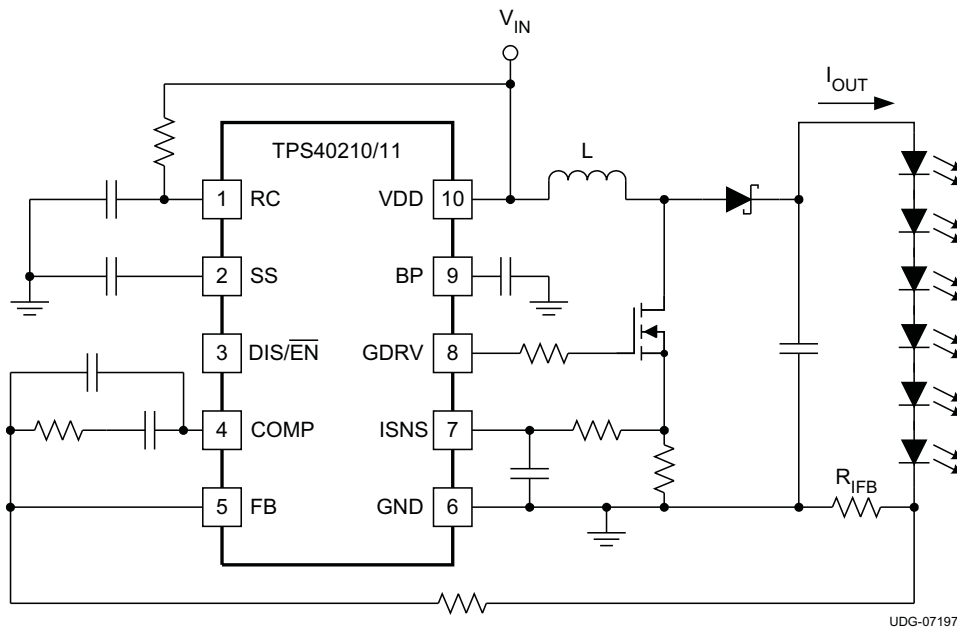 V_IN
I_OUT
TPS40210/11
L
1 RC
VDD 10
2 SS
BP 9
3 DIS/E̅N̅
GDRV 8
4 COMP
ISNS 7
R_IFB
5 FB
GND 6
UDG-07197